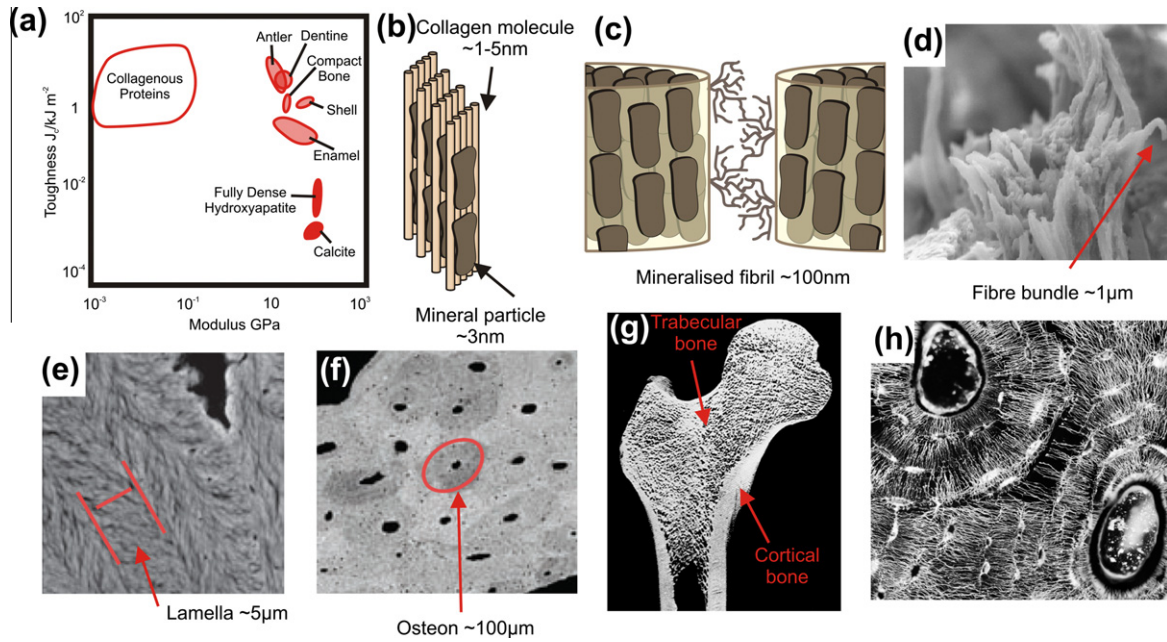 (a)
Toughness Jc/kJ m-2
10²
1
10-2
10-4
10-3
10-1
10
10³
Modulus GPa
Collagenous
Proteins
Antler
Dentine
Compact
Bone
Shell
Enamel
Fully Dense
Hydroxyapatite
Calcite
(b)
Collagen molecule
~1-5nm
Mineral particle
~3nm
(c)
Mineralised fibril ~100nm
(d)
Fibre bundle ~1µm
(e)
Lamella ~5µm
(f)
Osteon ~100µm
(g)
Trabecular
bone
Cortical
bone
(h)